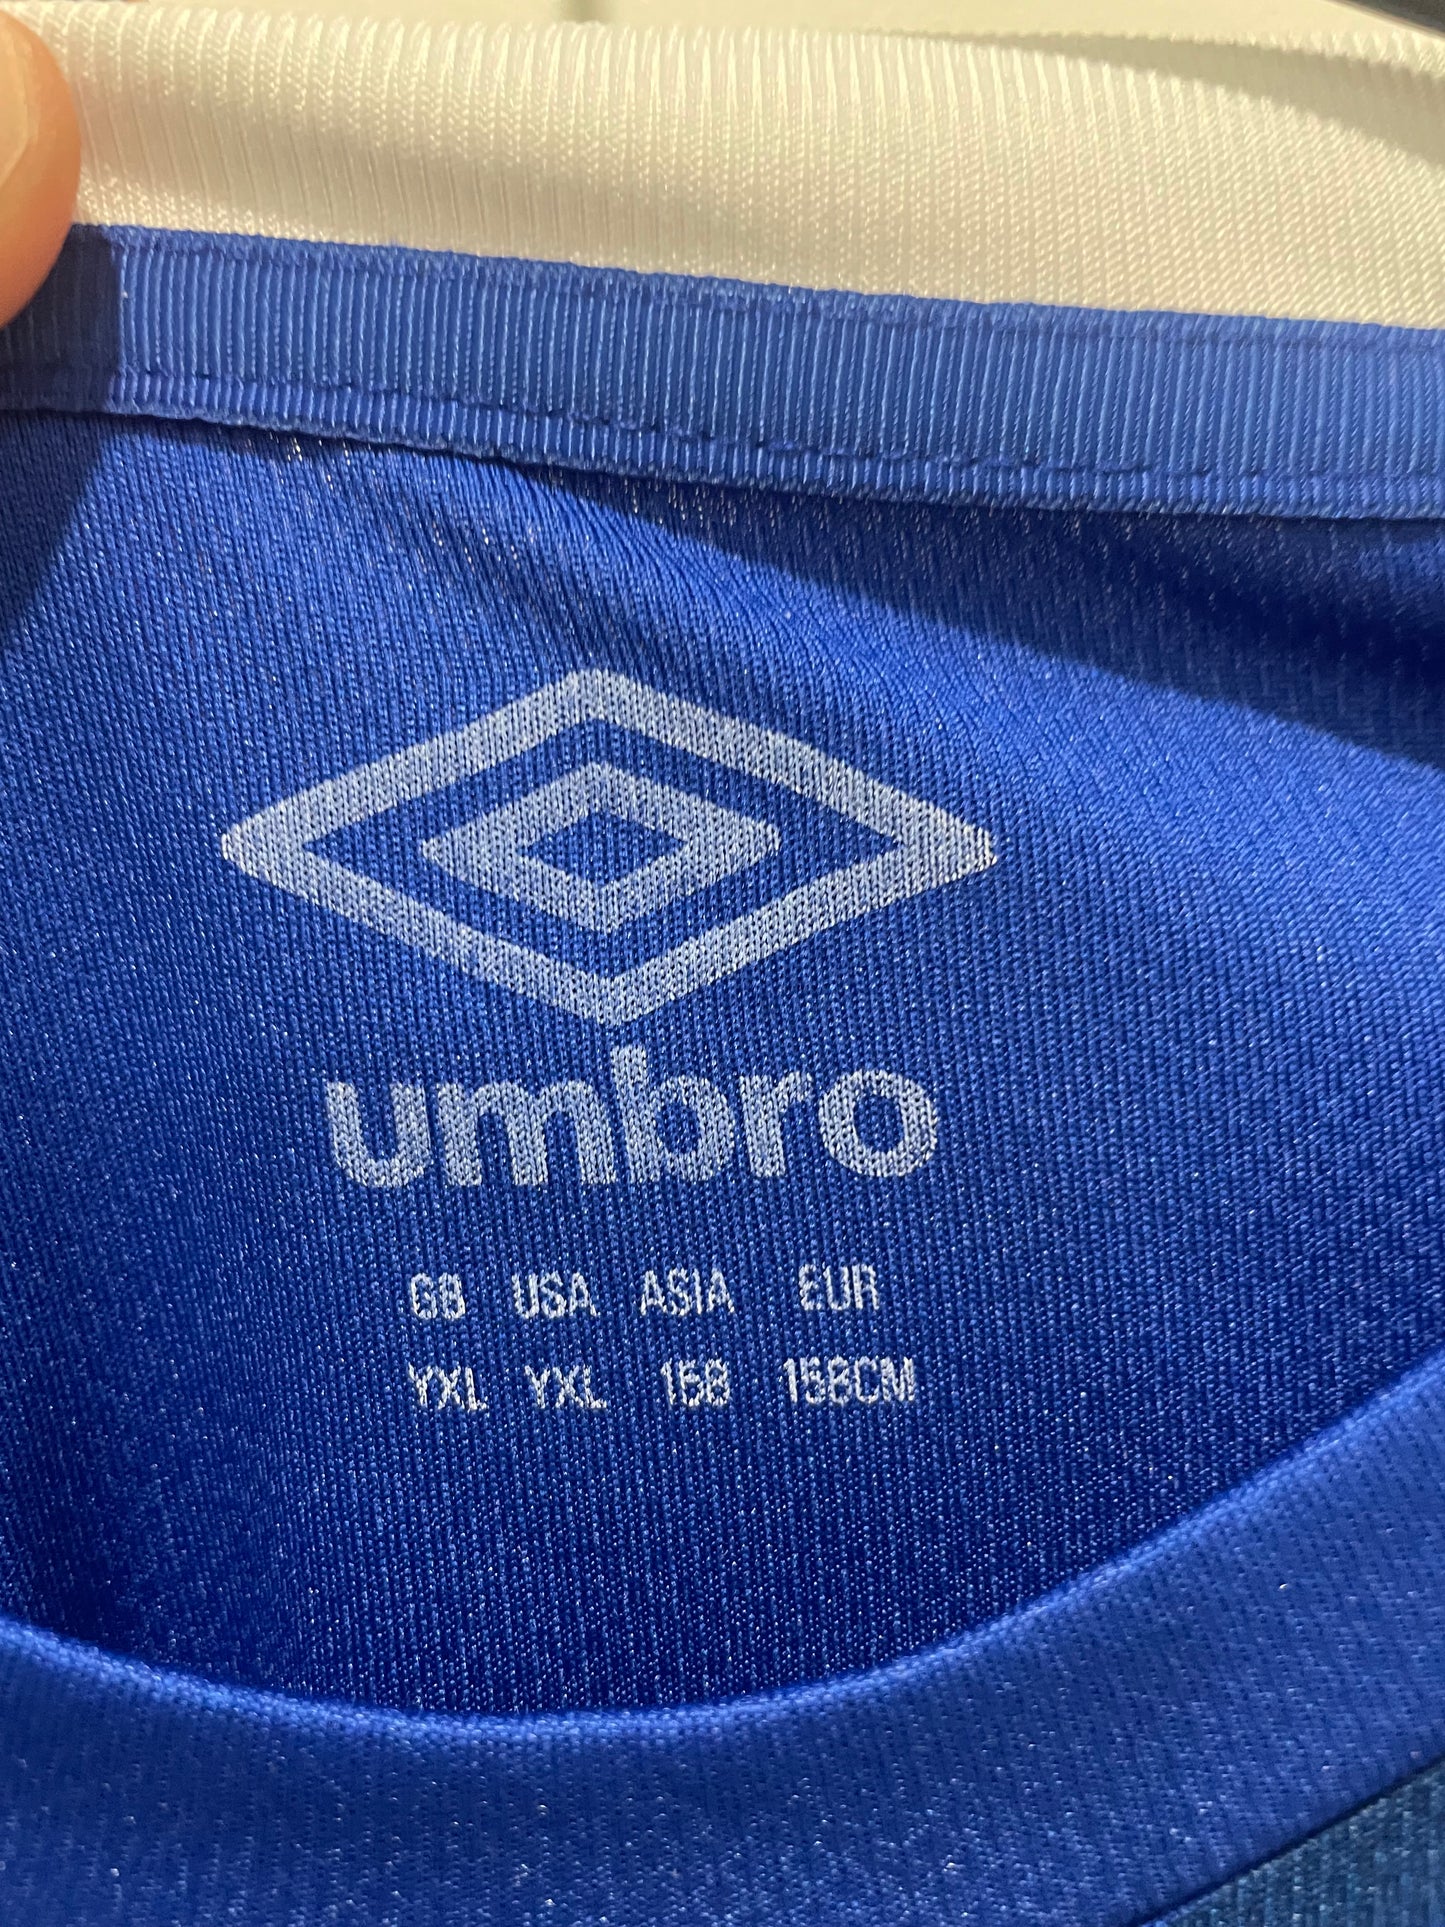 umbro
GB USA ASIA EUR
YXL YXL 158 158CM